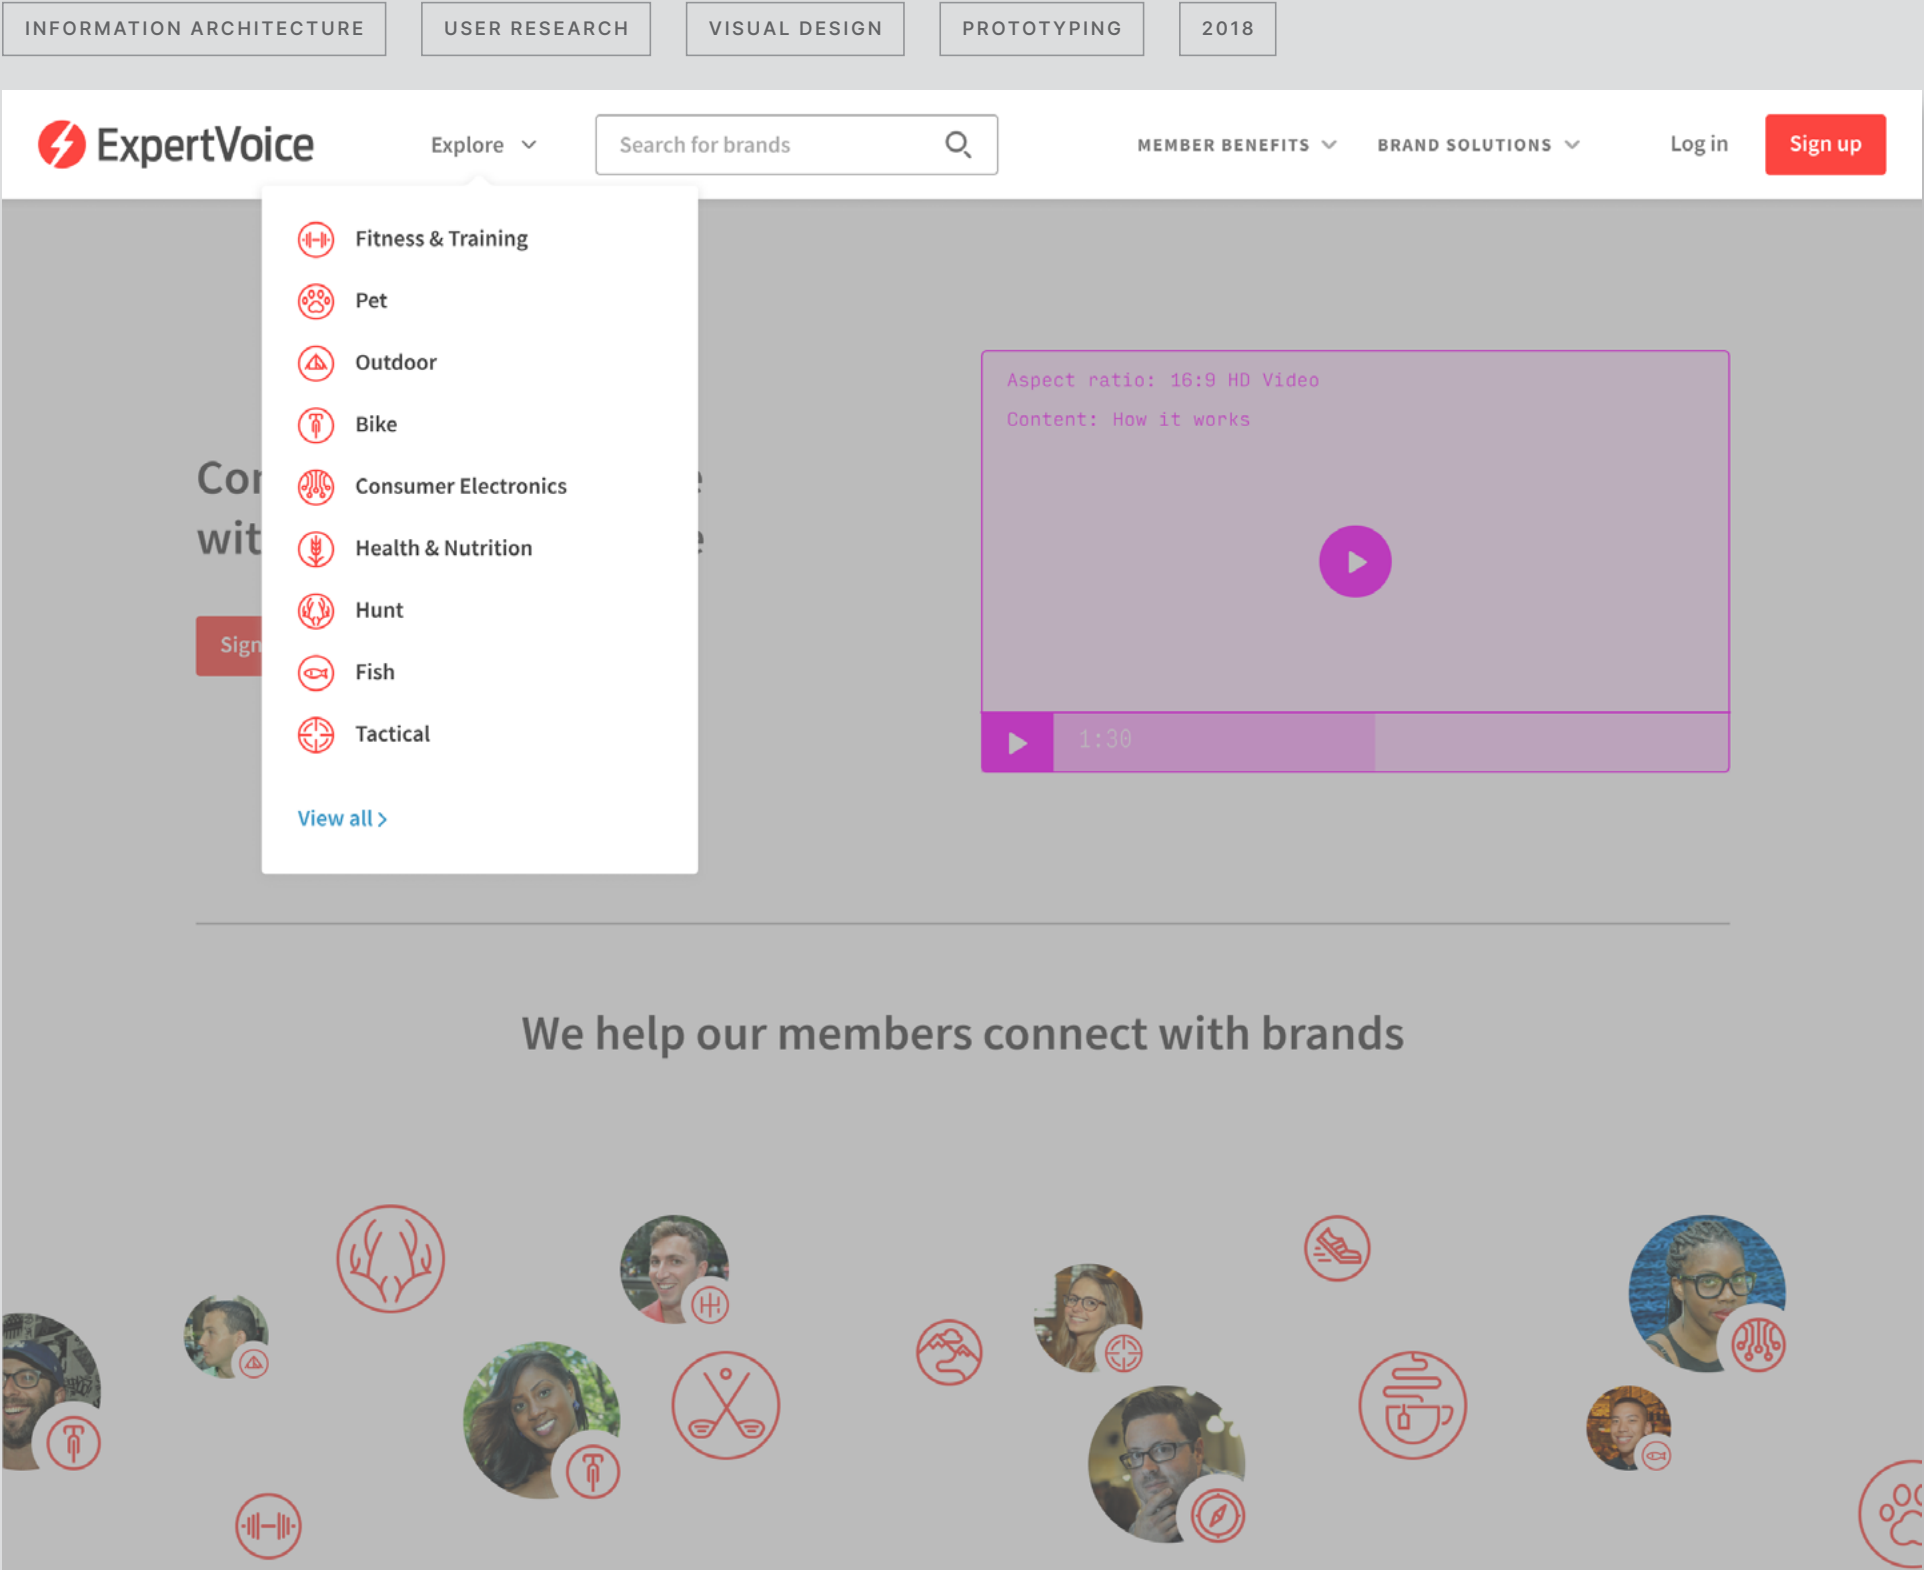 INFORMATION ARCHITECTURE
USER RESEARCH
VISUAL DESIGN
PROTOTYPING
2018
ExpertVoice
Explore
Search for brands
MEMBER BENEFITS
BRAND SOLUTIONS
Log in
Sign up
Fitness & Training
Pet
Outdoor
Bike
Consumer Electronics
Health & Nutrition
Hunt
Fish
Tactical
View all
Sign
Aspect ratio: 16:9 HD Video
Content: How it works
1:30
We help our members connect with brands